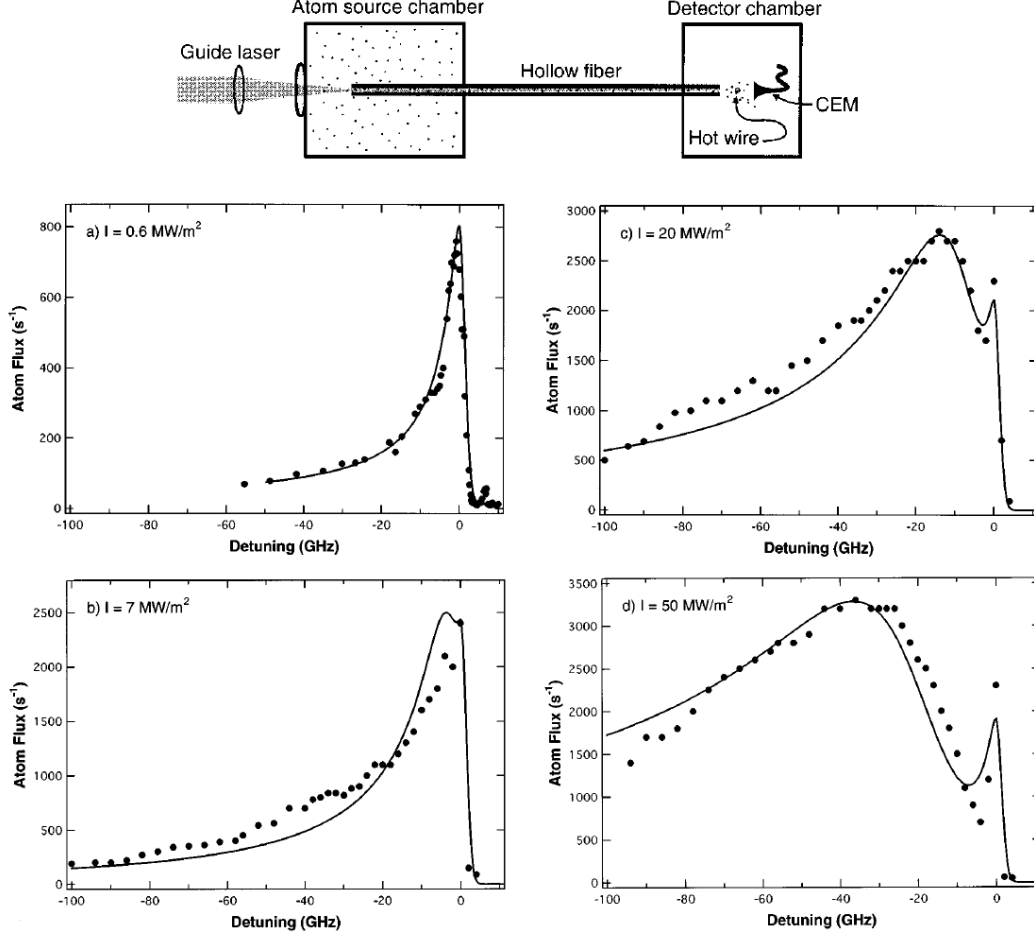 Atom source chamber
Detector chamber
Guide laser
Hollow fiber
CEM
Hot wire
a) I = 0.6 MW/m²
Atom Flux (s⁻¹)
800
600
400
200
0
-100 -80 -60 -40 -20 0
Detuning (GHz)
c) I = 20 MW/m²
Atom Flux (s⁻¹)
3000
2500
2000
1500
1000
500
0
-100 -80 -60 -40 -20 0
Detuning (GHz)
b) I = 7 MW/m²
Atom Flux (s⁻¹)
2500
2000
1500
1000
500
0
-100 -80 -60 -40 -20 0
Detuning (GHz)
d) I = 50 MW/m²
Atom Flux (s⁻¹)
3500
3000
2500
2000
1500
1000
500
0
-100 -80 -60 -40 -20 0
Detuning (GHz)